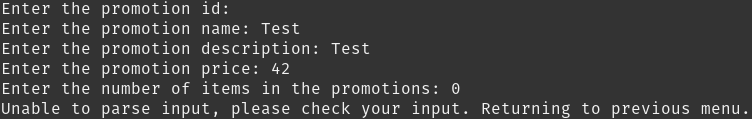 Enter the promotion id:
Enter the promotion name: Test
Enter the promotion description: Test
Enter the promotion price: 42
Enter the number of items in the promotions: 0
Unable to parse input, please check your input. Returning to previous menu.